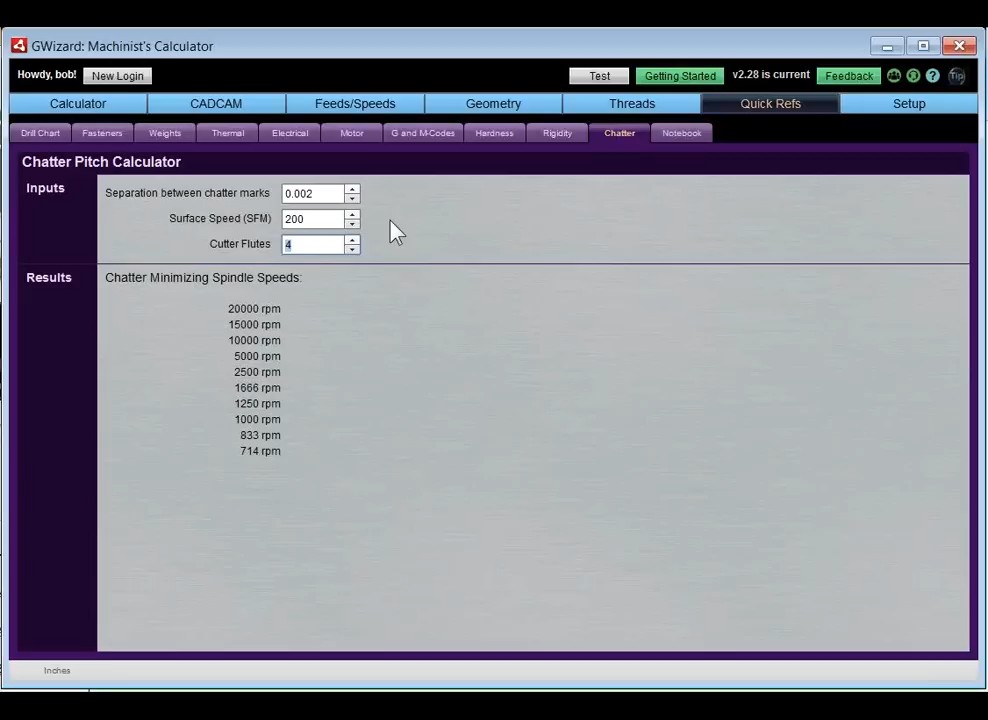 GWizard: Machinist's Calculator
Howdy, bob! New Login Test Getting Started v2.28 is current Feedback ? Tip
Calculator CADCAM Feeds/Speeds Geometry Threads Quick Refs Setup
Drill Chart Fasteners Weights Thermal Electrical Motor G and M-Codes Hardness Rigidity Chatter Notebook
Chatter Pitch Calculator
Inputs
Separation between chatter marks 0.002
Surface Speed (SFM) 200
Cutter Flutes 4
Results
Chatter Minimizing Spindle Speeds:
20000 rpm
15000 rpm
10000 rpm
5000 rpm
2500 rpm
1666 rpm
1250 rpm
1000 rpm
833 rpm
714 rpm
Inches